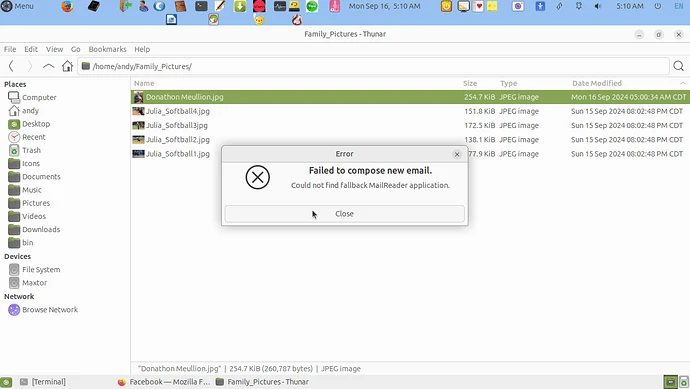 Menu
Mon Sep 16, 5:10 AM
5:10 AM
EN
Family_Pictures - Thunar
File Edit View Go Bookmarks Help
/home/andy/Family_Pictures/
Places
Computer
andy
Desktop
Recent
Trash
Icons
Documents
Music
Pictures
Videos
Downloads
bin
Devices
File System
Maxtor
Network
Browse Network
Name Size Type Date Modified
Donathon Meullion.jpg 254.7 KiB JPEG image Mon 16 Sep 2024 05:00:34 AM CDT
Julia_Softball4.jpg 151.8 KiB JPEG image Sun 15 Sep 2024 08:02:48 PM CDT
Julia_Softball3.jpg 172.5 KiB JPEG image Sun 15 Sep 2024 08:02:48 PM CDT
Julia_Softball2.jpg 138.1 KiB JPEG image Sun 15 Sep 2024 08:02:48 PM CDT
Julia_Softball1.jpg 77.9 KiB JPEG image Sun 15 Sep 2024 08:02:48 PM CDT
Error
Failed to compose new email.
Could not find fallback MailReader application.
Close
"Donathon Meullion.jpg" | 254.7 KiB (260,787 bytes) | JPEG image
[Terminal]
Facebook — Mozilla F...
Family_Pictures - Thunar